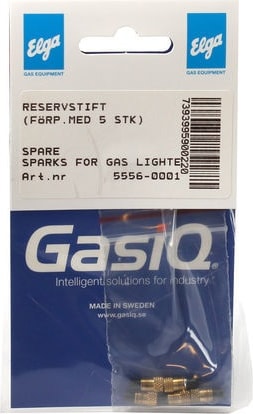 Elga
GAS EQUIPMENT
Elga
GAS EQUIPMENT
RESERVSTIFT
(FÖRP.MED 5 STK)
SPARE
SPARKS FOR GAS LIGHTE
Art.nr 5556-0001
7393995900220
GasiQ®
Intelligent solutions for industry
MADE IN SWEDEN
www.gasiq.se